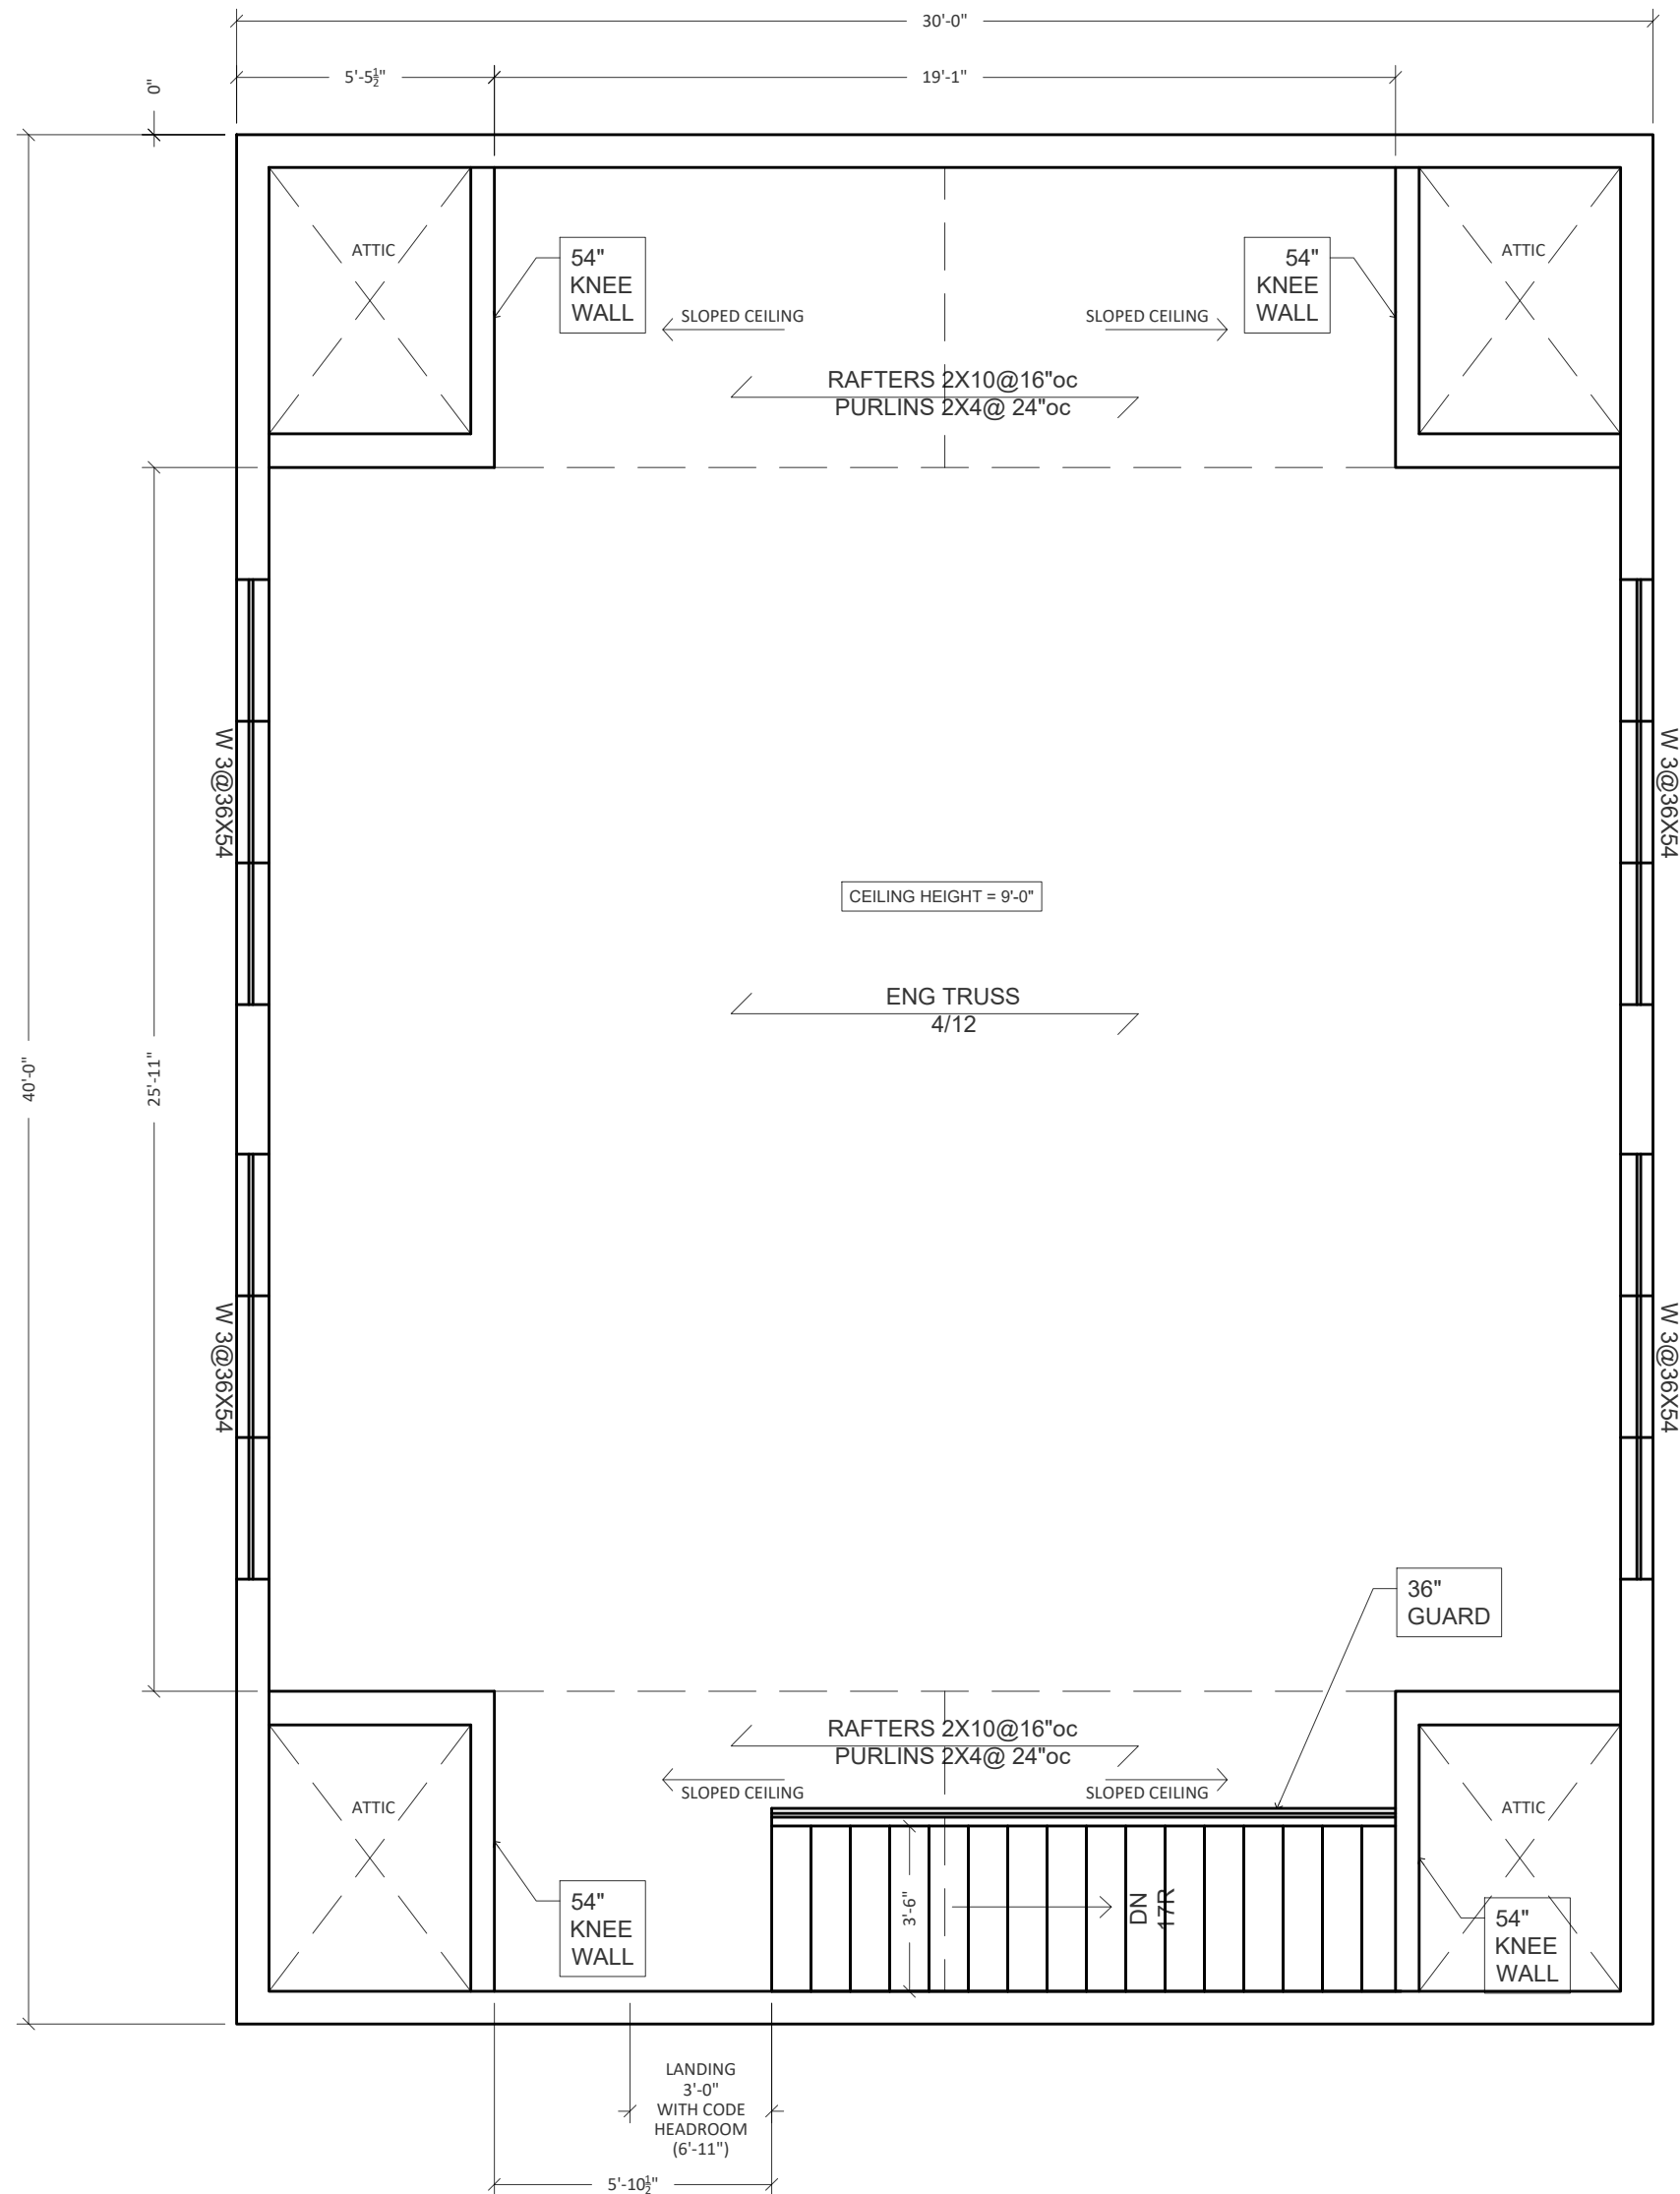 30'-0"
5'-5½"
19'-1"
0"
ATTIC
54"
KNEE
WALL
SLOPED CEILING
SLOPED CEILING
54"
KNEE
WALL
ATTIC
RAFTERS 2X10@16"oc
PURLINS 2X4@ 24"oc
W 3@36X54
W 3@36X54
CEILING HEIGHT = 9'-0"
ENG TRUSS
4/12
40'-0"
25'-11"
W 3@36X54
W 3@36X54
36"
GUARD
RAFTERS 2X10@16"oc
PURLINS 2X4@ 24"oc
SLOPED CEILING
SLOPED CEILING
ATTIC
ATTIC
54"
KNEE
WALL
3'-6"
DN
17R
54"
KNEE
WALL
LANDING
3'-0"
WITH CODE
HEADROOM
(6'-11")
5'-10½"